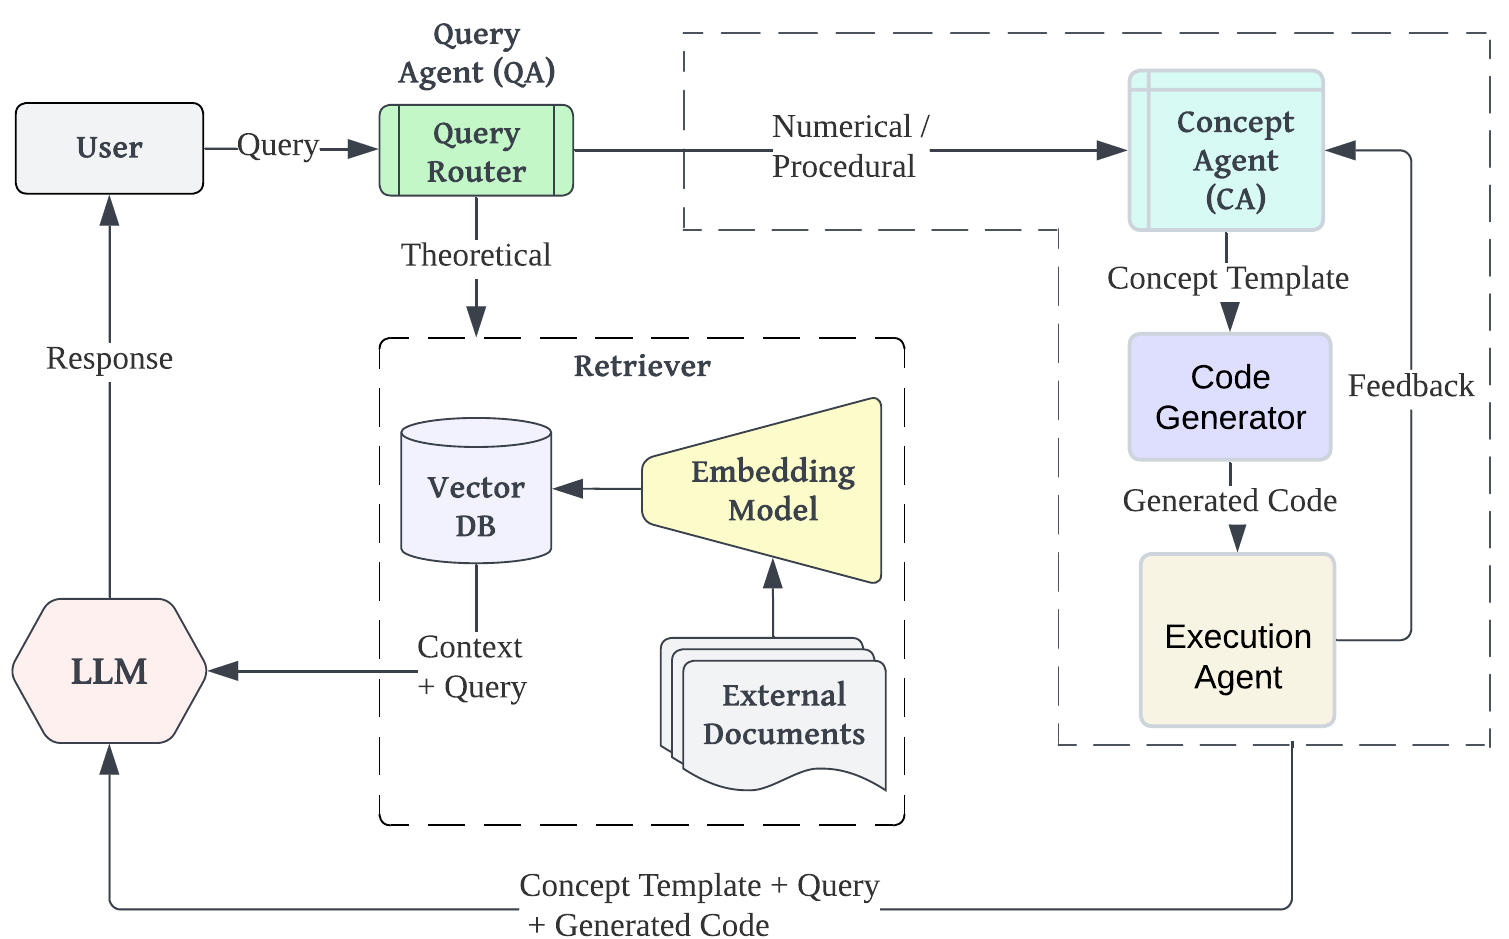 Query
Agent (QA)
User
Query
Query
Router
Numerical /
Procedural
Concept
Agent
(CA)
Theoretical
Concept Template
Response
Retriever
Code
Generator
Feedback
Vector
DB
Embedding
Model
Generated Code
Context
+ Query
LLM
External
Documents
Execution
Agent
Concept Template + Query
+ Generated Code